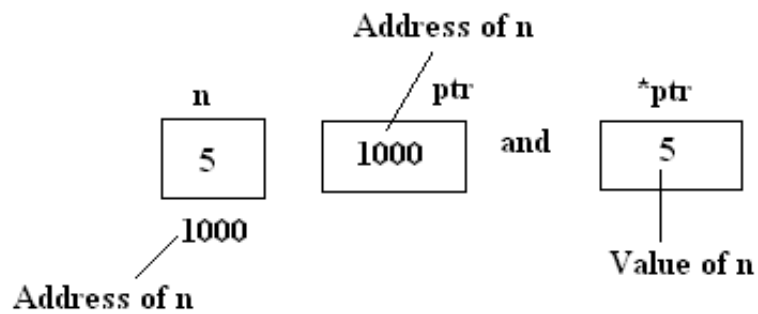 Address of n
n ptr *ptr
5 1000 and 5
1000
Value of n
Address of n